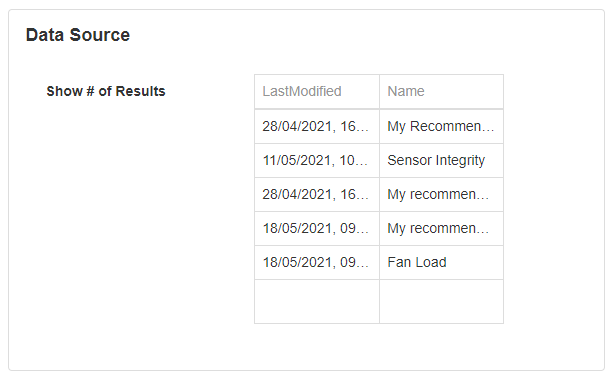 Data Source
Show # of Results
LastModified Name
28/04/2021, 16… My Recommen…
11/05/2021, 10… Sensor Integrity
28/04/2021, 16… My recommen…
18/05/2021, 09… My recommen…
18/05/2021, 09… Fan Load